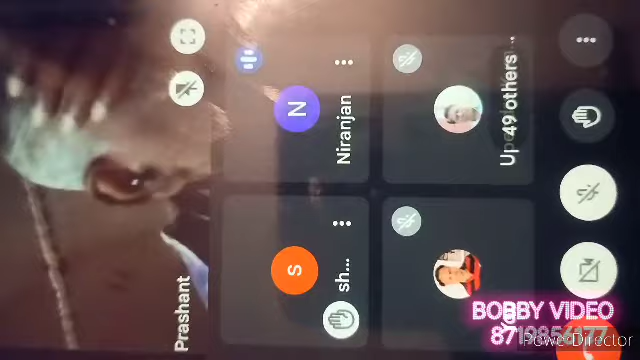 Prashant
N
Niranjan
S
sh...
Up
49 others
BOBBY VIDEO
PowerDirector